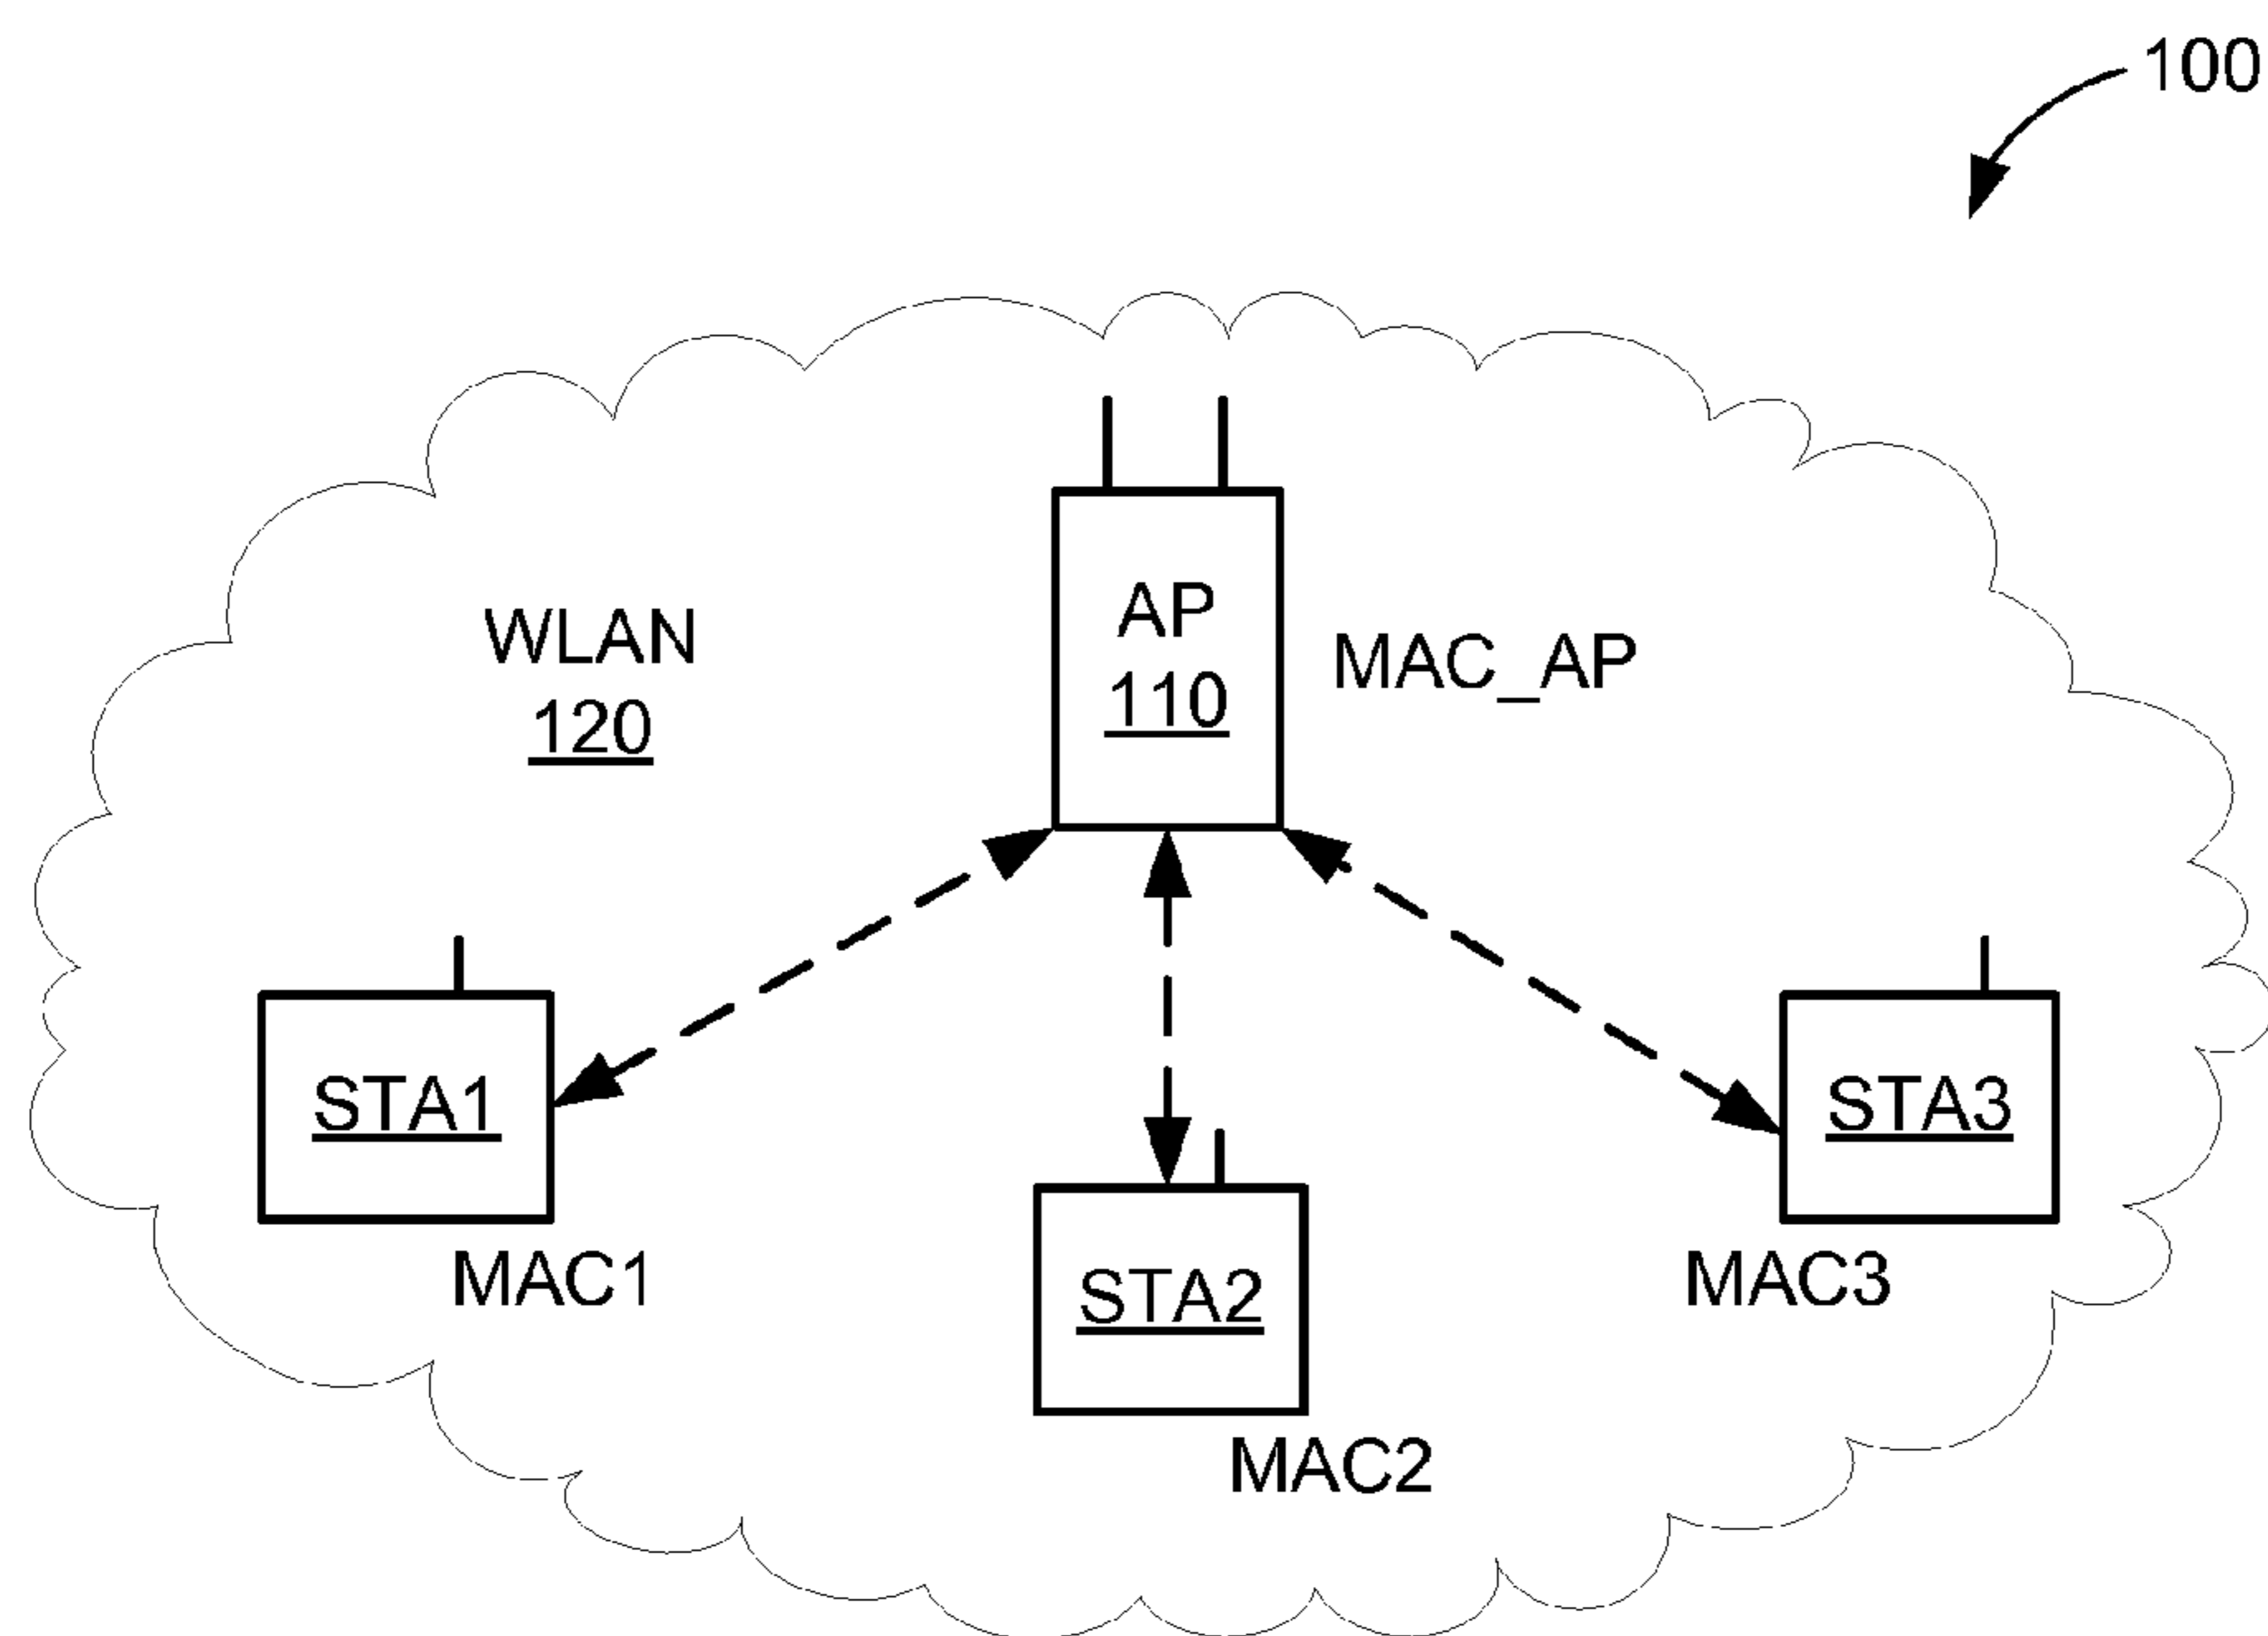 100
AP
110
MAC_AP
WLAN
120
STA1
MAC1
STA2
MAC2
STA3
MAC3